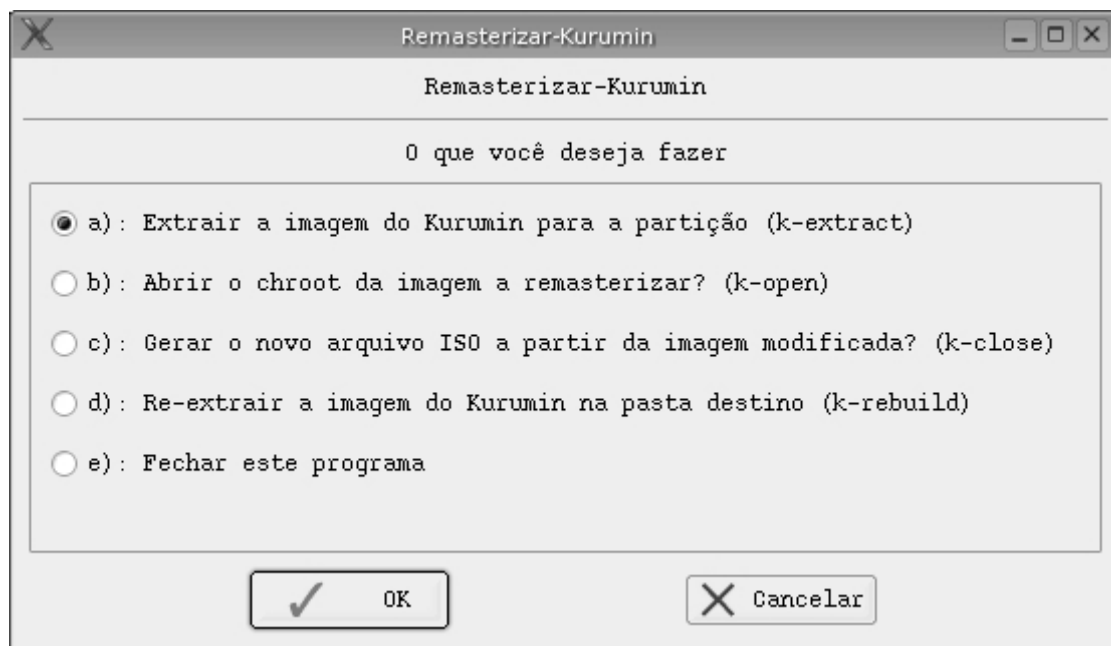 Remasterizar-Kurumin
Remasterizar-Kurumin
O que você deseja fazer
a): Extrair a imagem do Kurumin para a partição (k-extract)
b): Abrir o chroot da imagem a remasterizar? (k-open)
c): Gerar o novo arquivo ISO a partir da imagem modificada? (k-close)
d): Re-extrair a imagem do Kurumin na pasta destino (k-rebuild)
e): Fechar este programa
OK Cancelar